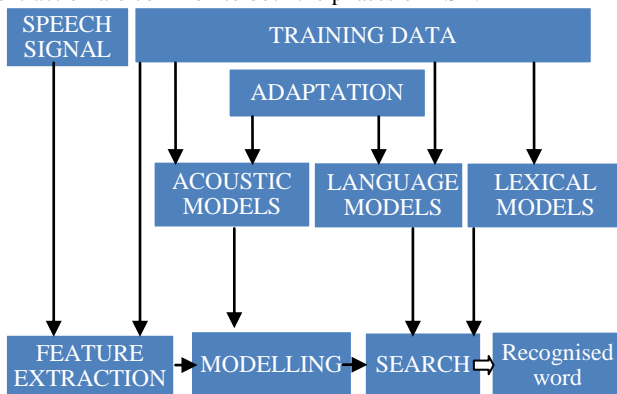 SPEECH SIGNAL
TRAINING DATA
ADAPTATION
ACOUSTIC MODELS
LANGUAGE MODELS
LEXICAL MODELS
FEATURE EXTRACTION
MODELLING
SEARCH
Recognised word